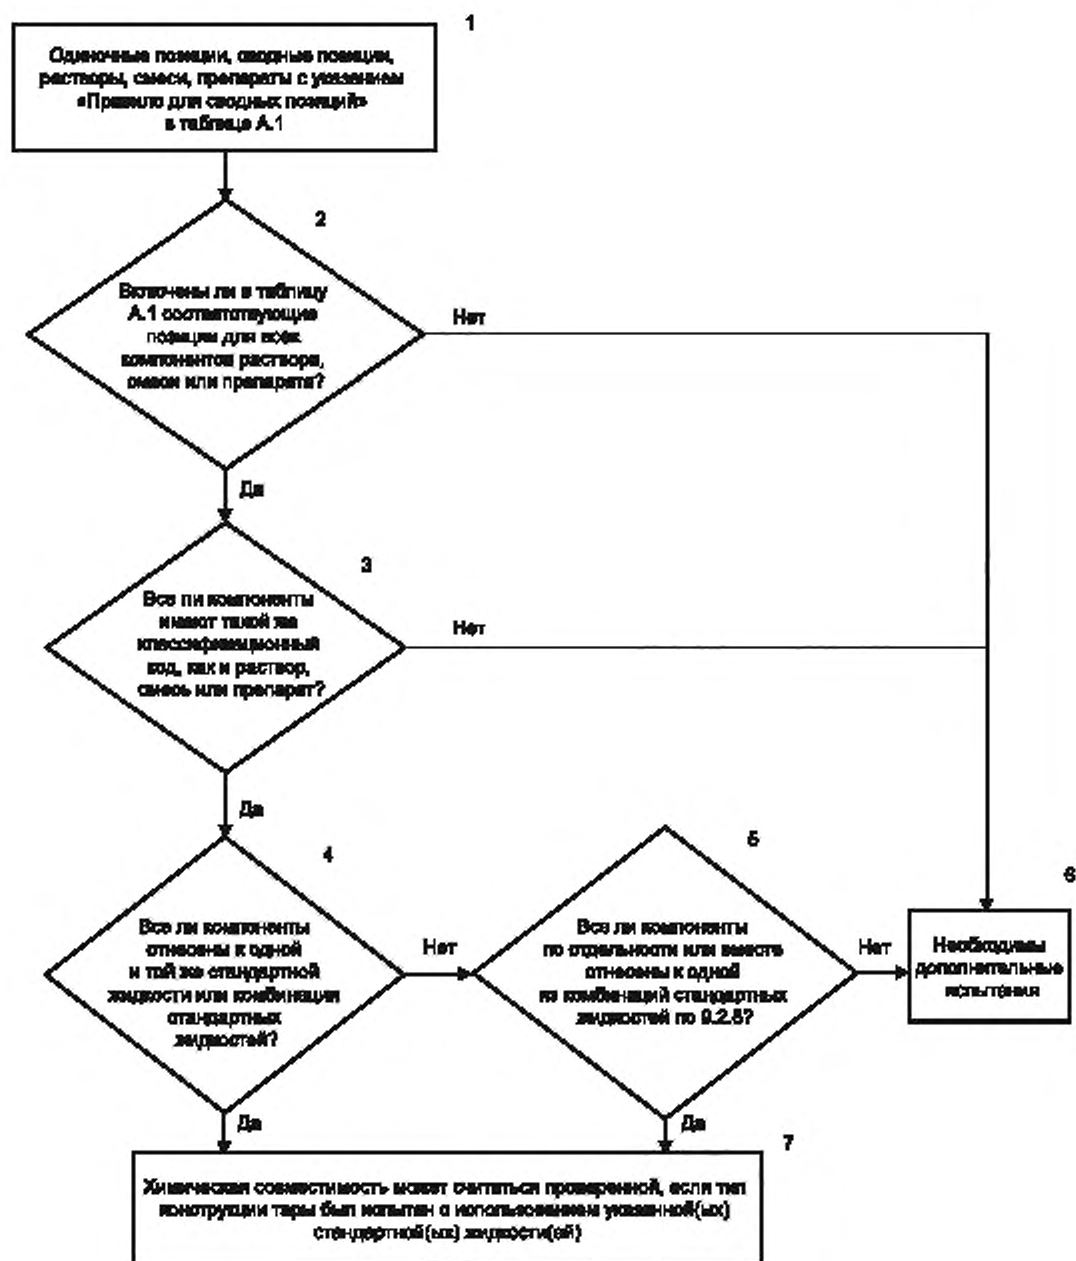 1
Одиночные позиции, сводные позиции,
растворы, смеси, препараты с указанием
«Правило для сводных позиций»
в таблице А.1
2
Включены ли в таблицу
А.1 соответствующие
позиции для всех
компонентов раствора,
смеси или препарата?
Нет
Да
3
Все ли компоненты
имеют такой же
классификационный
код, как и раствор,
смесь или препарат?
Нет
Да
4
Все ли компоненты
отнесены к одной
и той же стандартной
жидкости или комбинации
стандартных
жидкостей?
Нет
5
Все ли компоненты
по отдельности или вместе
отнесены к одной
из комбинаций стандартных
жидкостей по 9.2.5?
Нет
6
Необходимы
дополнительные
испытания
Да
Да
7
Химическая совместимость может считаться проверенной, если тип
конструкции тары был испытан с использованием указанной(ых)
стандартной(ых) жидкости(ей)